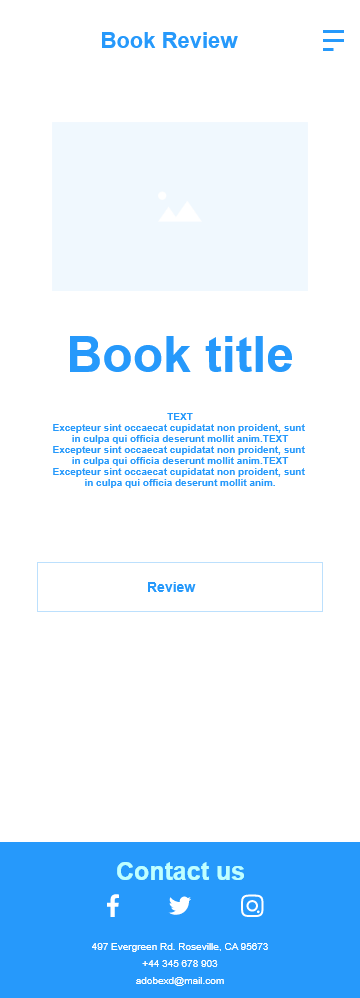 Book Review
Book title
TEXT
Excepteur sint occaecat cupidatat non proident, sunt
in culpa qui officia deserunt mollit anim.TEXT
Excepteur sint occaecat cupidatat non proident, sunt
in culpa qui officia deserunt mollit anim.TEXT
Excepteur sint occaecat cupidatat non proident, sunt
in culpa qui officia deserunt mollit anim.
Review
Contact us
497 Evergreen Rd. Roseville, CA 95673
+44 345 678 903
adobexd@mail.com